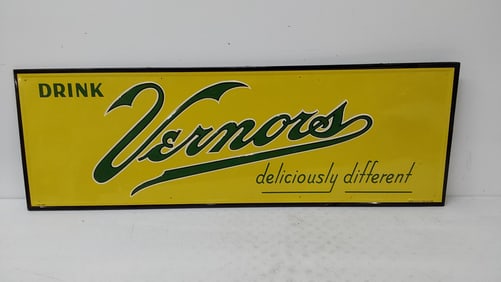 DRINK
Vernors
deliciously different